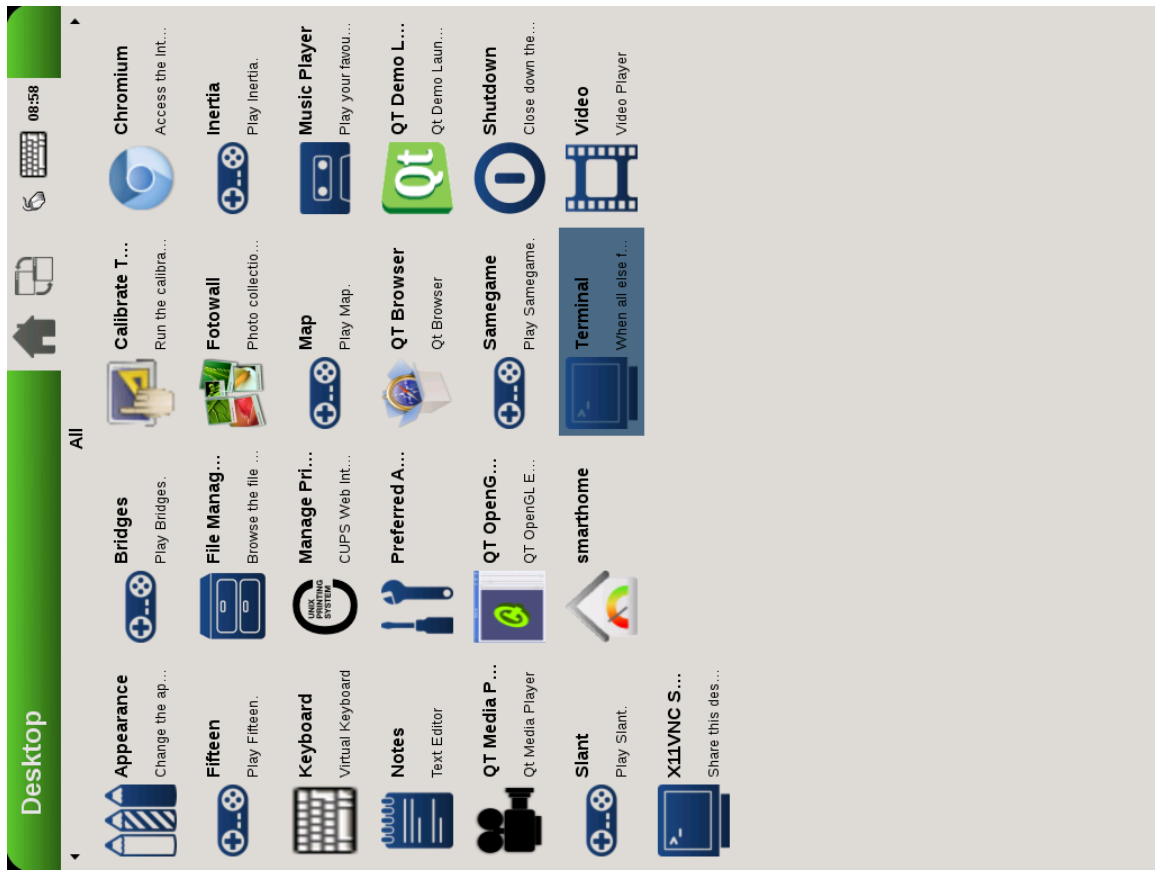 Desktop
08:58
All
Appearance
Change the ap...
Bridges
Play Bridges.
Calibrate T...
Run the calibra...
Chromium
Access the Int...
Fifteen
Play Fifteen.
File Manag...
Browse the file ...
Fotowall
Photo collectio...
Inertia
Play Inertia.
Keyboard
Virtual Keyboard
UNIX
PRINTING
SYSTEM
Manage Pri...
CUPS Web Int...
Map
Play Map.
Music Player
Play your favou...
Notes
Text Editor
Preferred A...
QT Browser
Qt Browser
Qt
QT Demo L...
Qt Demo Laun...
QT Media P...
Qt Media Player
QT OpenG...
QT OpenGL E...
Samegame
Play Samegame.
Shutdown
Close down the...
Slant
Play Slant.
smarthome
Terminal
When all else f...
Video
Video Player
X11VNC S...
Share this des...